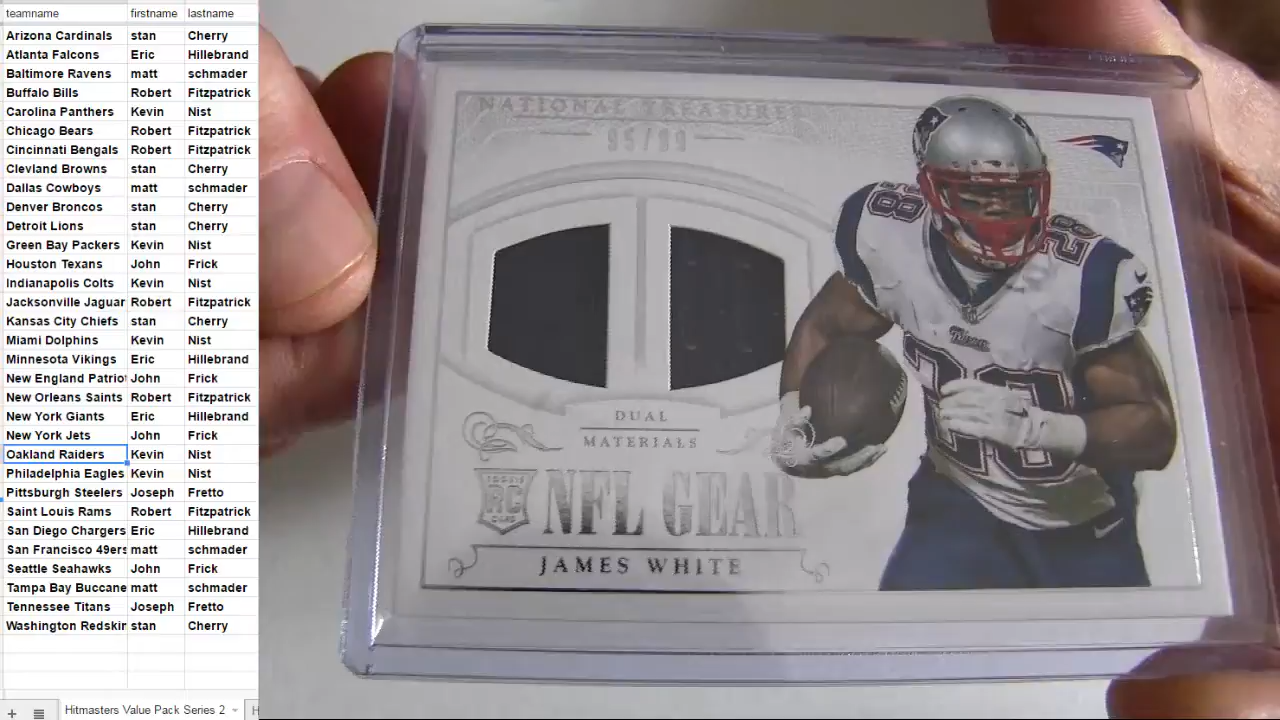 teamname firstname lastname
Arizona Cardinals stan Cherry
Atlanta Falcons Eric Hillebrand
Baltimore Ravens matt schmader
Buffalo Bills Robert Fitzpatrick
Carolina Panthers Kevin Nist
Chicago Bears Robert Fitzpatrick
Cincinnati Bengals Robert Fitzpatrick
Clevland Browns stan Cherry
Dallas Cowboys matt schmader
Denver Broncos stan Cherry
Detroit Lions stan Cherry
Green Bay Packers Kevin Nist
Houston Texans John Frick
Indianapolis Colts Kevin Nist
Jacksonville Jaguar Robert Fitzpatrick
Kansas City Chiefs stan Cherry
Miami Dolphins Kevin Nist
Minnesota Vikings Eric Hillebrand
New England Patriot John Frick
New Orleans Saints Robert Fitzpatrick
New York Giants Eric Hillebrand
New York Jets John Frick
Oakland Raiders Kevin Nist
Philadelphia Eagles Kevin Nist
Pittsburgh Steelers Joseph Fretto
Saint Louis Rams Robert Fitzpatrick
San Diego Chargers Eric Hillebrand
San Francisco 49ers matt schmader
Seattle Seahawks John Frick
Tampa Bay Buccane matt schmader
Tennessee Titans Joseph Fretto
Washington Redskin stan Cherry
Hitmasters Value Pack Series 2
NATIONAL TREASURES
95/99
28
28
28
DUAL
MATERIALS
RC
CARD
NFL GEAR
JAMES WHITE